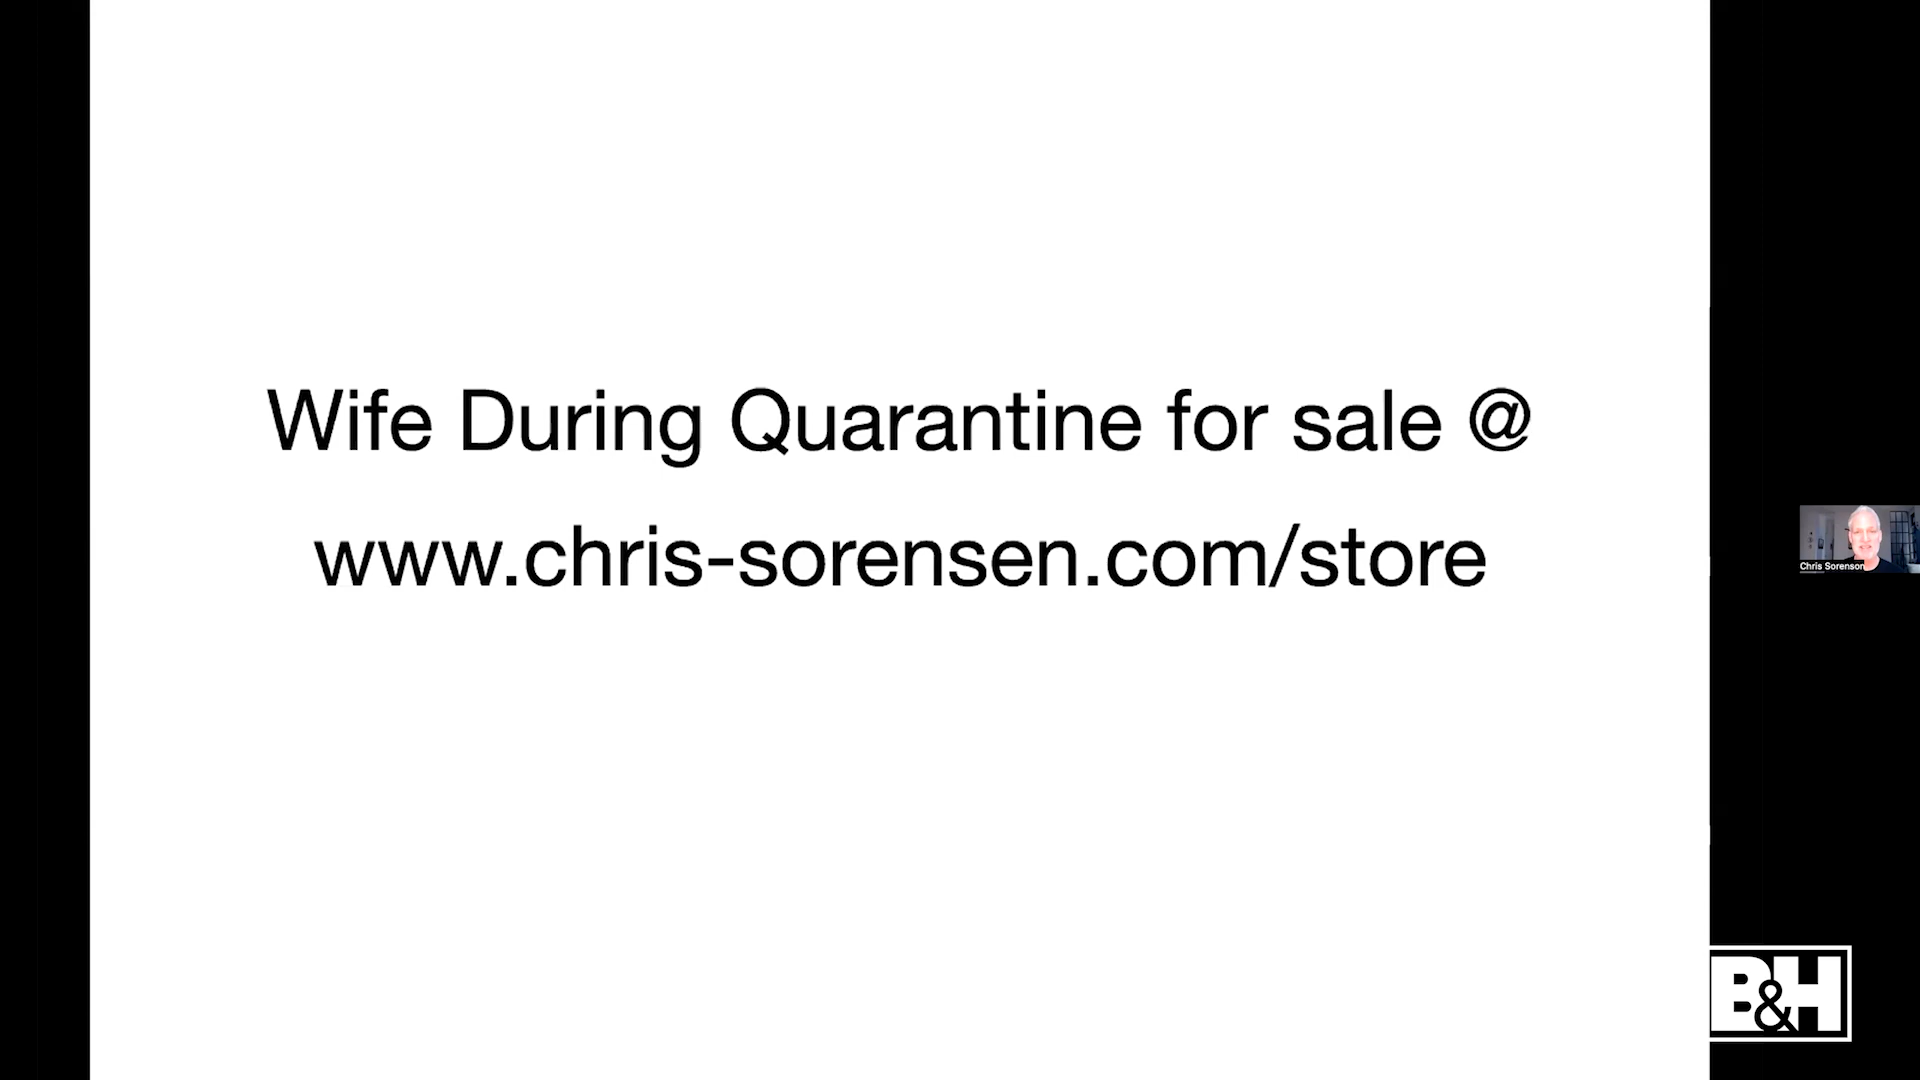 Wife During Quarantine for sale @
www.chris-sorensen.com/store
Chris Sorenson
B&H